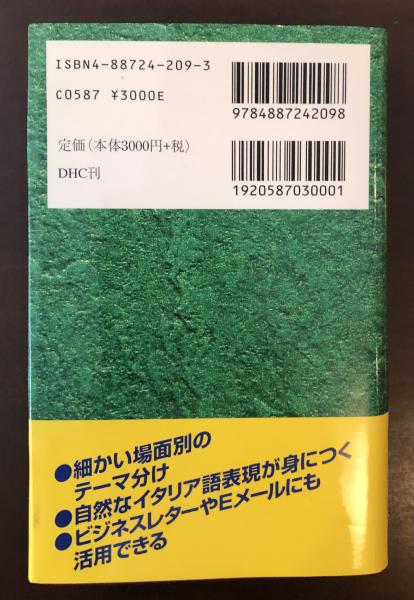 ISBN4-88724-209-3
C0587 ¥3000E
9784887242098
定価(本体3000円+税)
DHC刊
1920587030001
●細かい場面別の
テーマ分け
●自然なイタリア語表現が身につく
●ビジネスレターやEメールにも
活用できる